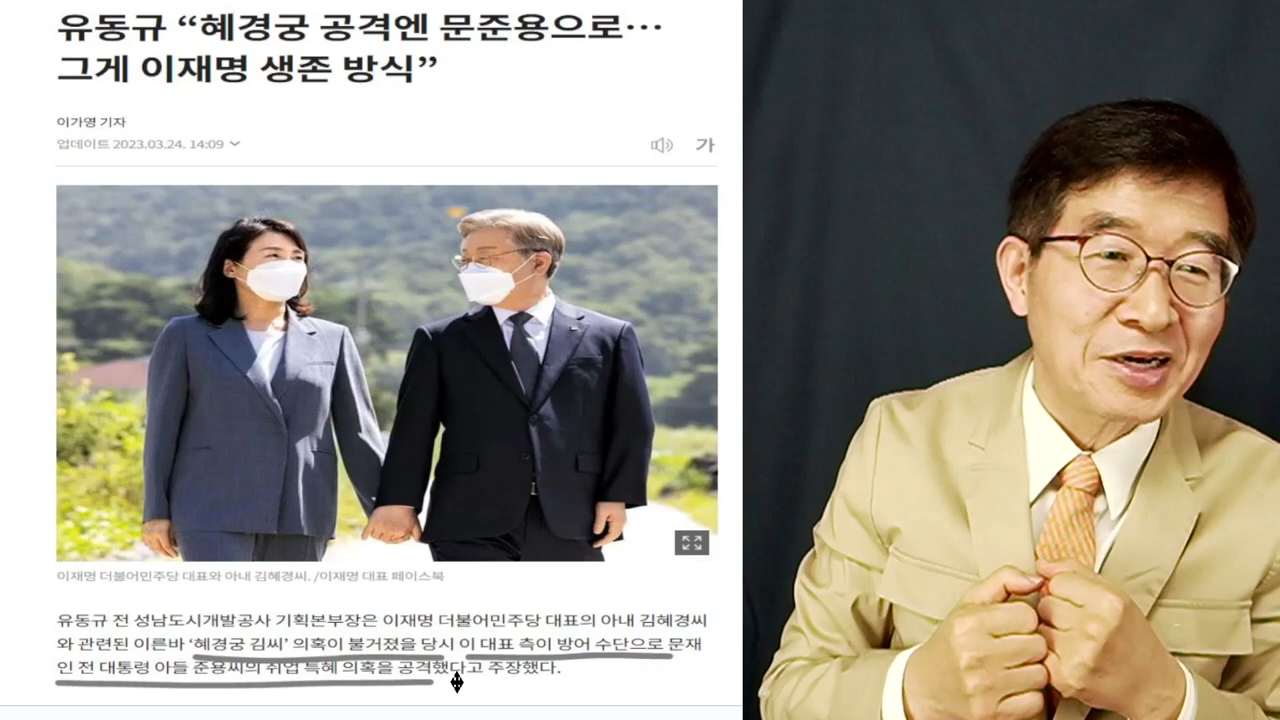 유동규 “혜경궁 공격엔 문준용으로…
그게 이재명 생존 방식”
이가영 기자
업데이트 2023.03.24. 14:09
가
이재명 더불어민주당 대표와 아내 김혜경씨. /이재명 대표 페이스북
유동규 전 성남도시개발공사 기획본부장은 이재명 더불어민주당 대표의 아내 김혜경씨
와 관련된 이른바 ‘혜경궁 김씨’ 의혹이 불거졌을 당시 이 대표 측이 방어 수단으로 문재
인 전 대통령 아들 준용씨의 취업 특혜 의혹을 공격했다고 주장했다.